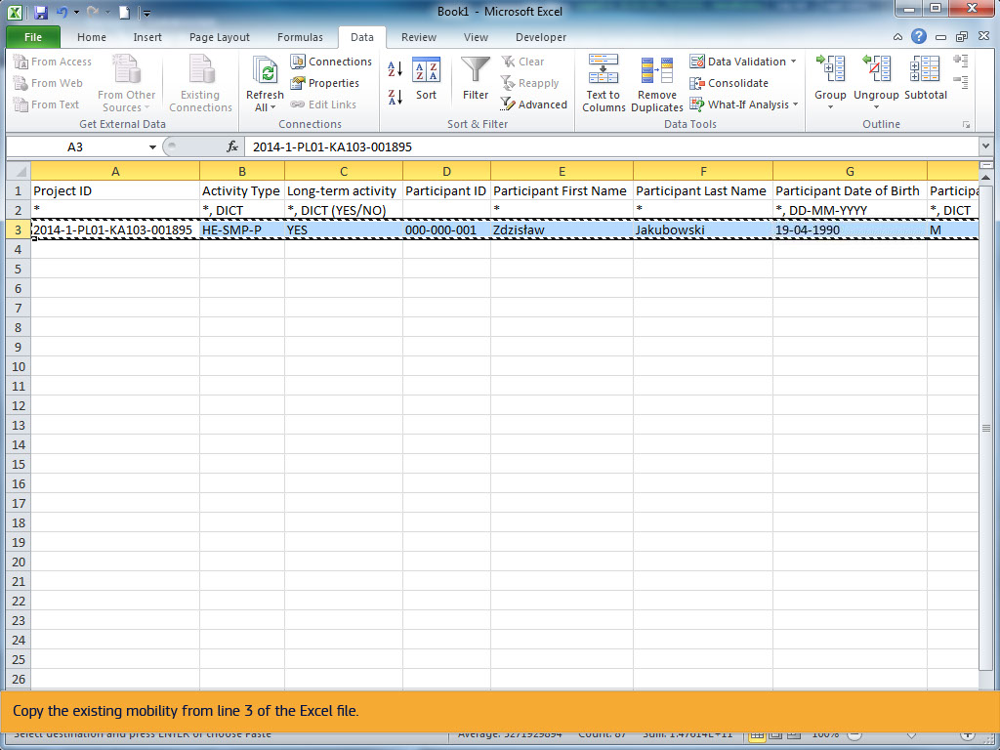 Book1 - Microsoft Excel
File Home Insert Page Layout Formulas Data Review View Developer
From Access
From Web
From Text
From Other Sources
Existing Connections
Get External Data
Refresh All
Connections
Properties
Edit Links
Connections
A Z
Z A
Sort
Filter
Clear
Reapply
Advanced
Sort & Filter
Text to Columns
Remove Duplicates
Data Validation
Consolidate
What-If Analysis
Data Tools
Group
Ungroup
Subtotal
Outline
A3 fx 2014-1-PL01-KA103-001895
A B C D E F G
1 Project ID Activity Type Long-term activity Participant ID Participant First Name Participant Last Name Participant Date of Birth Participa
2 * *, DICT *, DICT (YES/NO) * * *, DD-MM-YYYY *, DICT
3 2014-1-PL01-KA103-001895 HE-SMP-P YES 000-000-001 Zdzisław Jakubowski 19-04-1990 M
4
5
6
7
8
9
10
11
12
13
14
15
16
17
18
19
20
21
22
23
24
25
26
Copy the existing mobility from line 3 of the Excel file.
Select destination and press ENTER or choose Paste Average: 5271929894 Count: 87 Sum: 1.47614E+11 100%